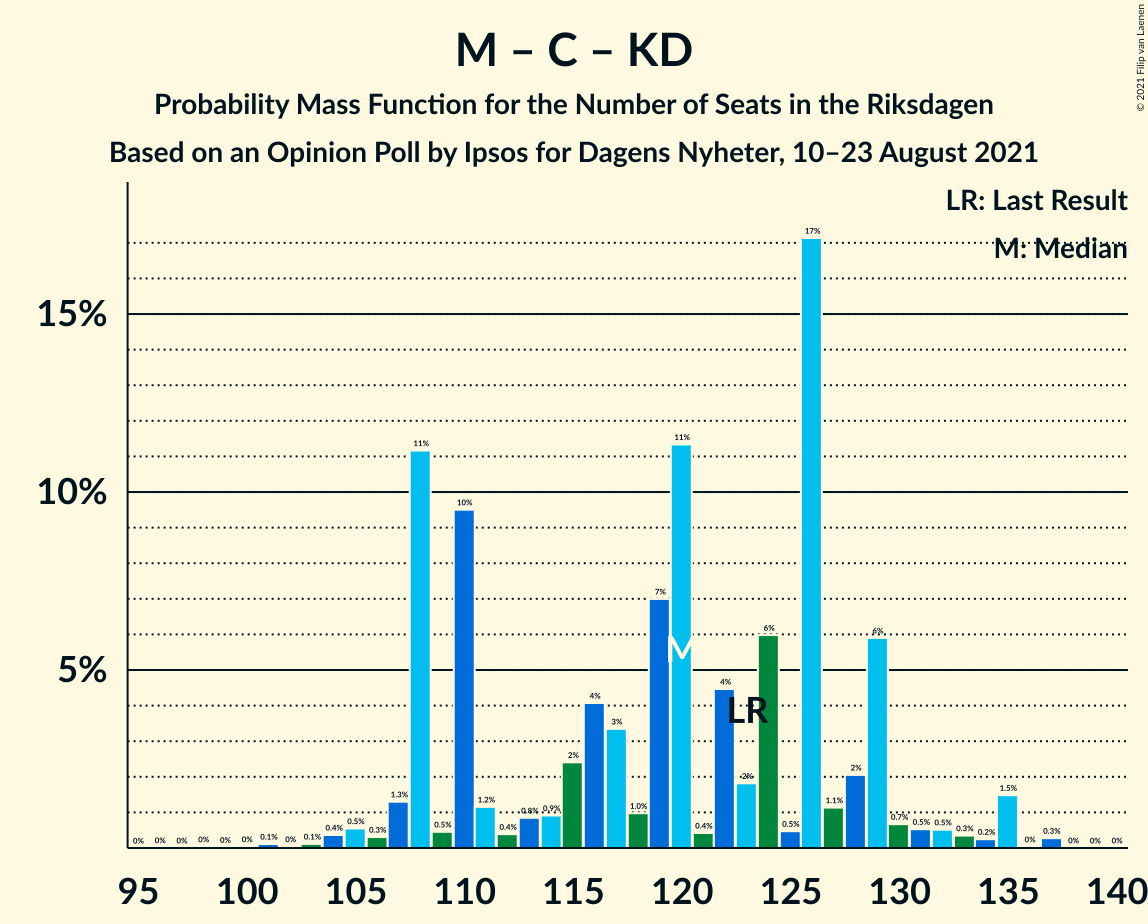 M – C – KD
Probability Mass Function for the Number of Seats in the Riksdagen
Based on an Opinion Poll by Ipsos for Dagens Nyheter, 10–23 August 2021
© 2021 Filip van Laenen
LR: Last Result
M: Median
15%
10%
5%
0% 0% 0% 0% 0% 0% 0.1% 0% 0.1% 0.4% 0.5% 0.3% 1.3% 11% 0.5% 10% 1.2% 0.4% 0.8% 0.9% 2% 4% 3% 1.0% 7% 11% 0.4% 4% 2% 6% 0.5% 17% 1.1% 2% 6% 0.7% 0.5% 0.5% 0.3% 0.2% 1.5% 0% 0.3% 0% 0% 0%
M
LR
95 100 105 110 115 120 125 130 135 140